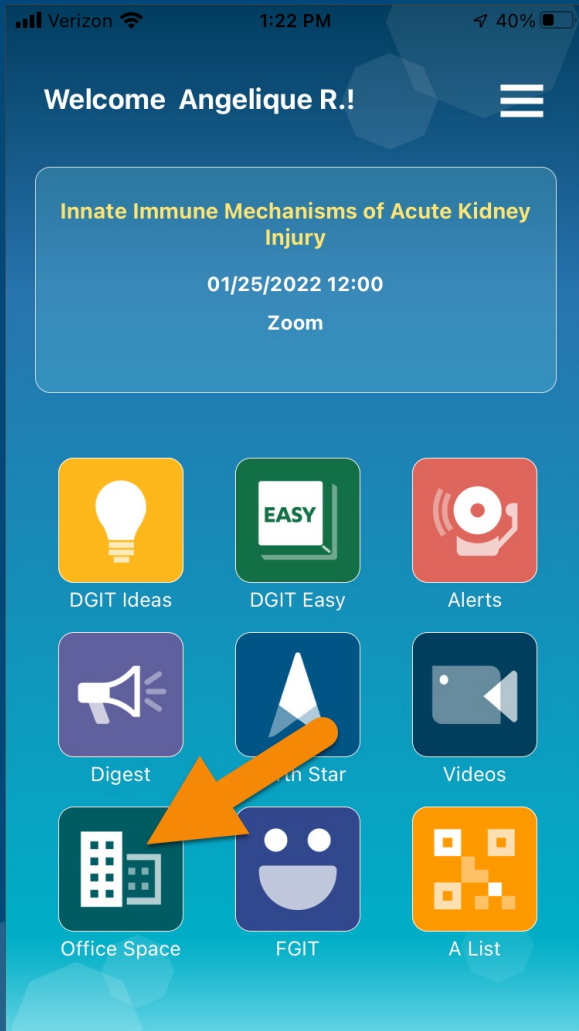 Verizon 1:22 PM 40%
Welcome Angelique R.!
Innate Immune Mechanisms of Acute Kidney
Injury
01/25/2022 12:00
Zoom
EASY
DGIT Ideas DGIT Easy Alerts
Digest Star Videos
Office Space FGIT A List